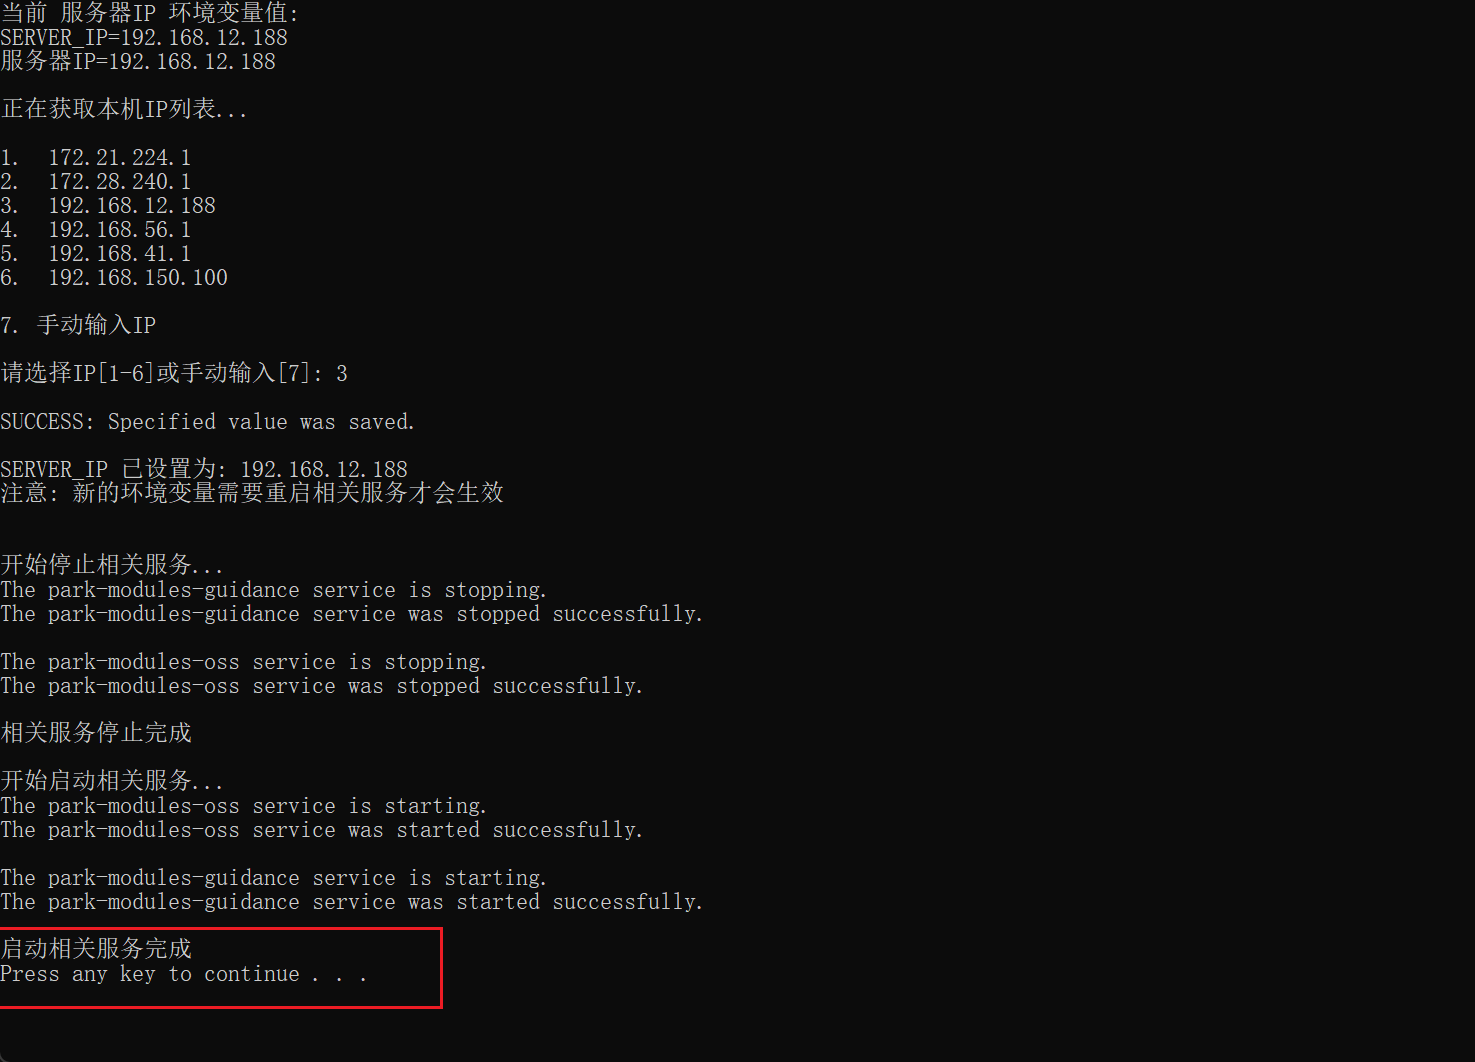 当前 服务器IP 环境变量值:
SERVER_IP=192.168.12.188
服务器IP=192.168.12.188
正在获取本机IP列表...
1.  172.21.224.1
2.  172.28.240.1
3.  192.168.12.188
4.  192.168.56.1
5.  192.168.41.1
6.  192.168.150.100
7. 手动输入IP
请选择IP[1-6]或手动输入[7]: 3
SUCCESS: Specified value was saved.
SERVER_IP 已设置为: 192.168.12.188
注意: 新的环境变量需要重启相关服务才会生效
开始停止相关服务...
The park-modules-guidance service is stopping.
The park-modules-guidance service was stopped successfully.
The park-modules-oss service is stopping.
The park-modules-oss service was stopped successfully.
相关服务停止完成
开始启动相关服务...
The park-modules-oss service is starting.
The park-modules-oss service was started successfully.
The park-modules-guidance service is starting.
The park-modules-guidance service was started successfully.
启动相关服务完成
Press any key to continue . . .